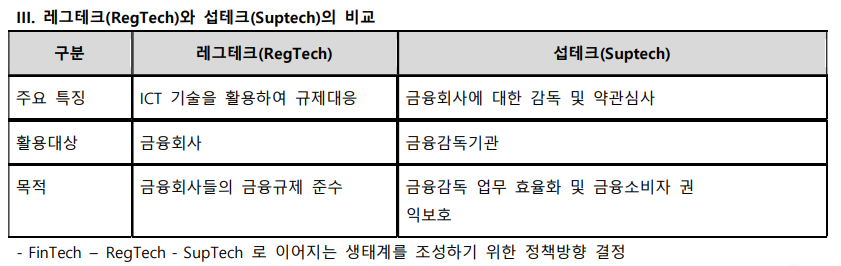 III. 레그테크(RegTech)와 섭테크(Suptech)의 비교
구분 레그테크(RegTech) 섭테크(Suptech)
주요 특징 ICT 기술을 활용하여 규제대응 금융회사에 대한 감독 및 약관심사
활용대상 금융회사 금융감독기관
목적 금융회사들의 금융규제 준수 금융감독 업무 효율화 및 금융소비자 권
익보호
- FinTech – RegTech - SupTech 로 이어지는 생태계를 조성하기 위한 정책방향 결정